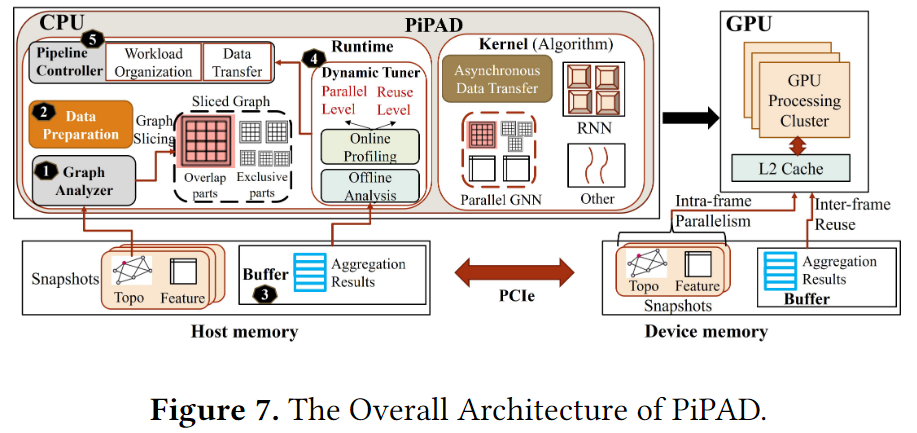 CPU
PiPAD
5
Pipeline
Controller
Workload
Organization
Data
Transfer
4
Runtime
Dynamic Tuner
Parallel
Level
Reuse
Level
Online
Profiling
Offline
Analysis
2
Data
Preparation
1
Graph
Analyzer
Graph
Slicing
Sliced Graph
Overlap
parts
Exclusive
parts
Kernel (Algorithm)
Asynchronous
Data Transfer
RNN
Parallel GNN
Other
GPU
GPU
Processing
Cluster
L2 Cache
Intra-frame
Parallelism
Inter-frame
Reuse
Snapshots
Topo
Feature
Buffer
3
Aggregation
Results
Host memory
PCIe
Topo
Feature
Snapshots
Aggregation
Results
Buffer
Device memory
Figure 7. The Overall Architecture of PiPAD.